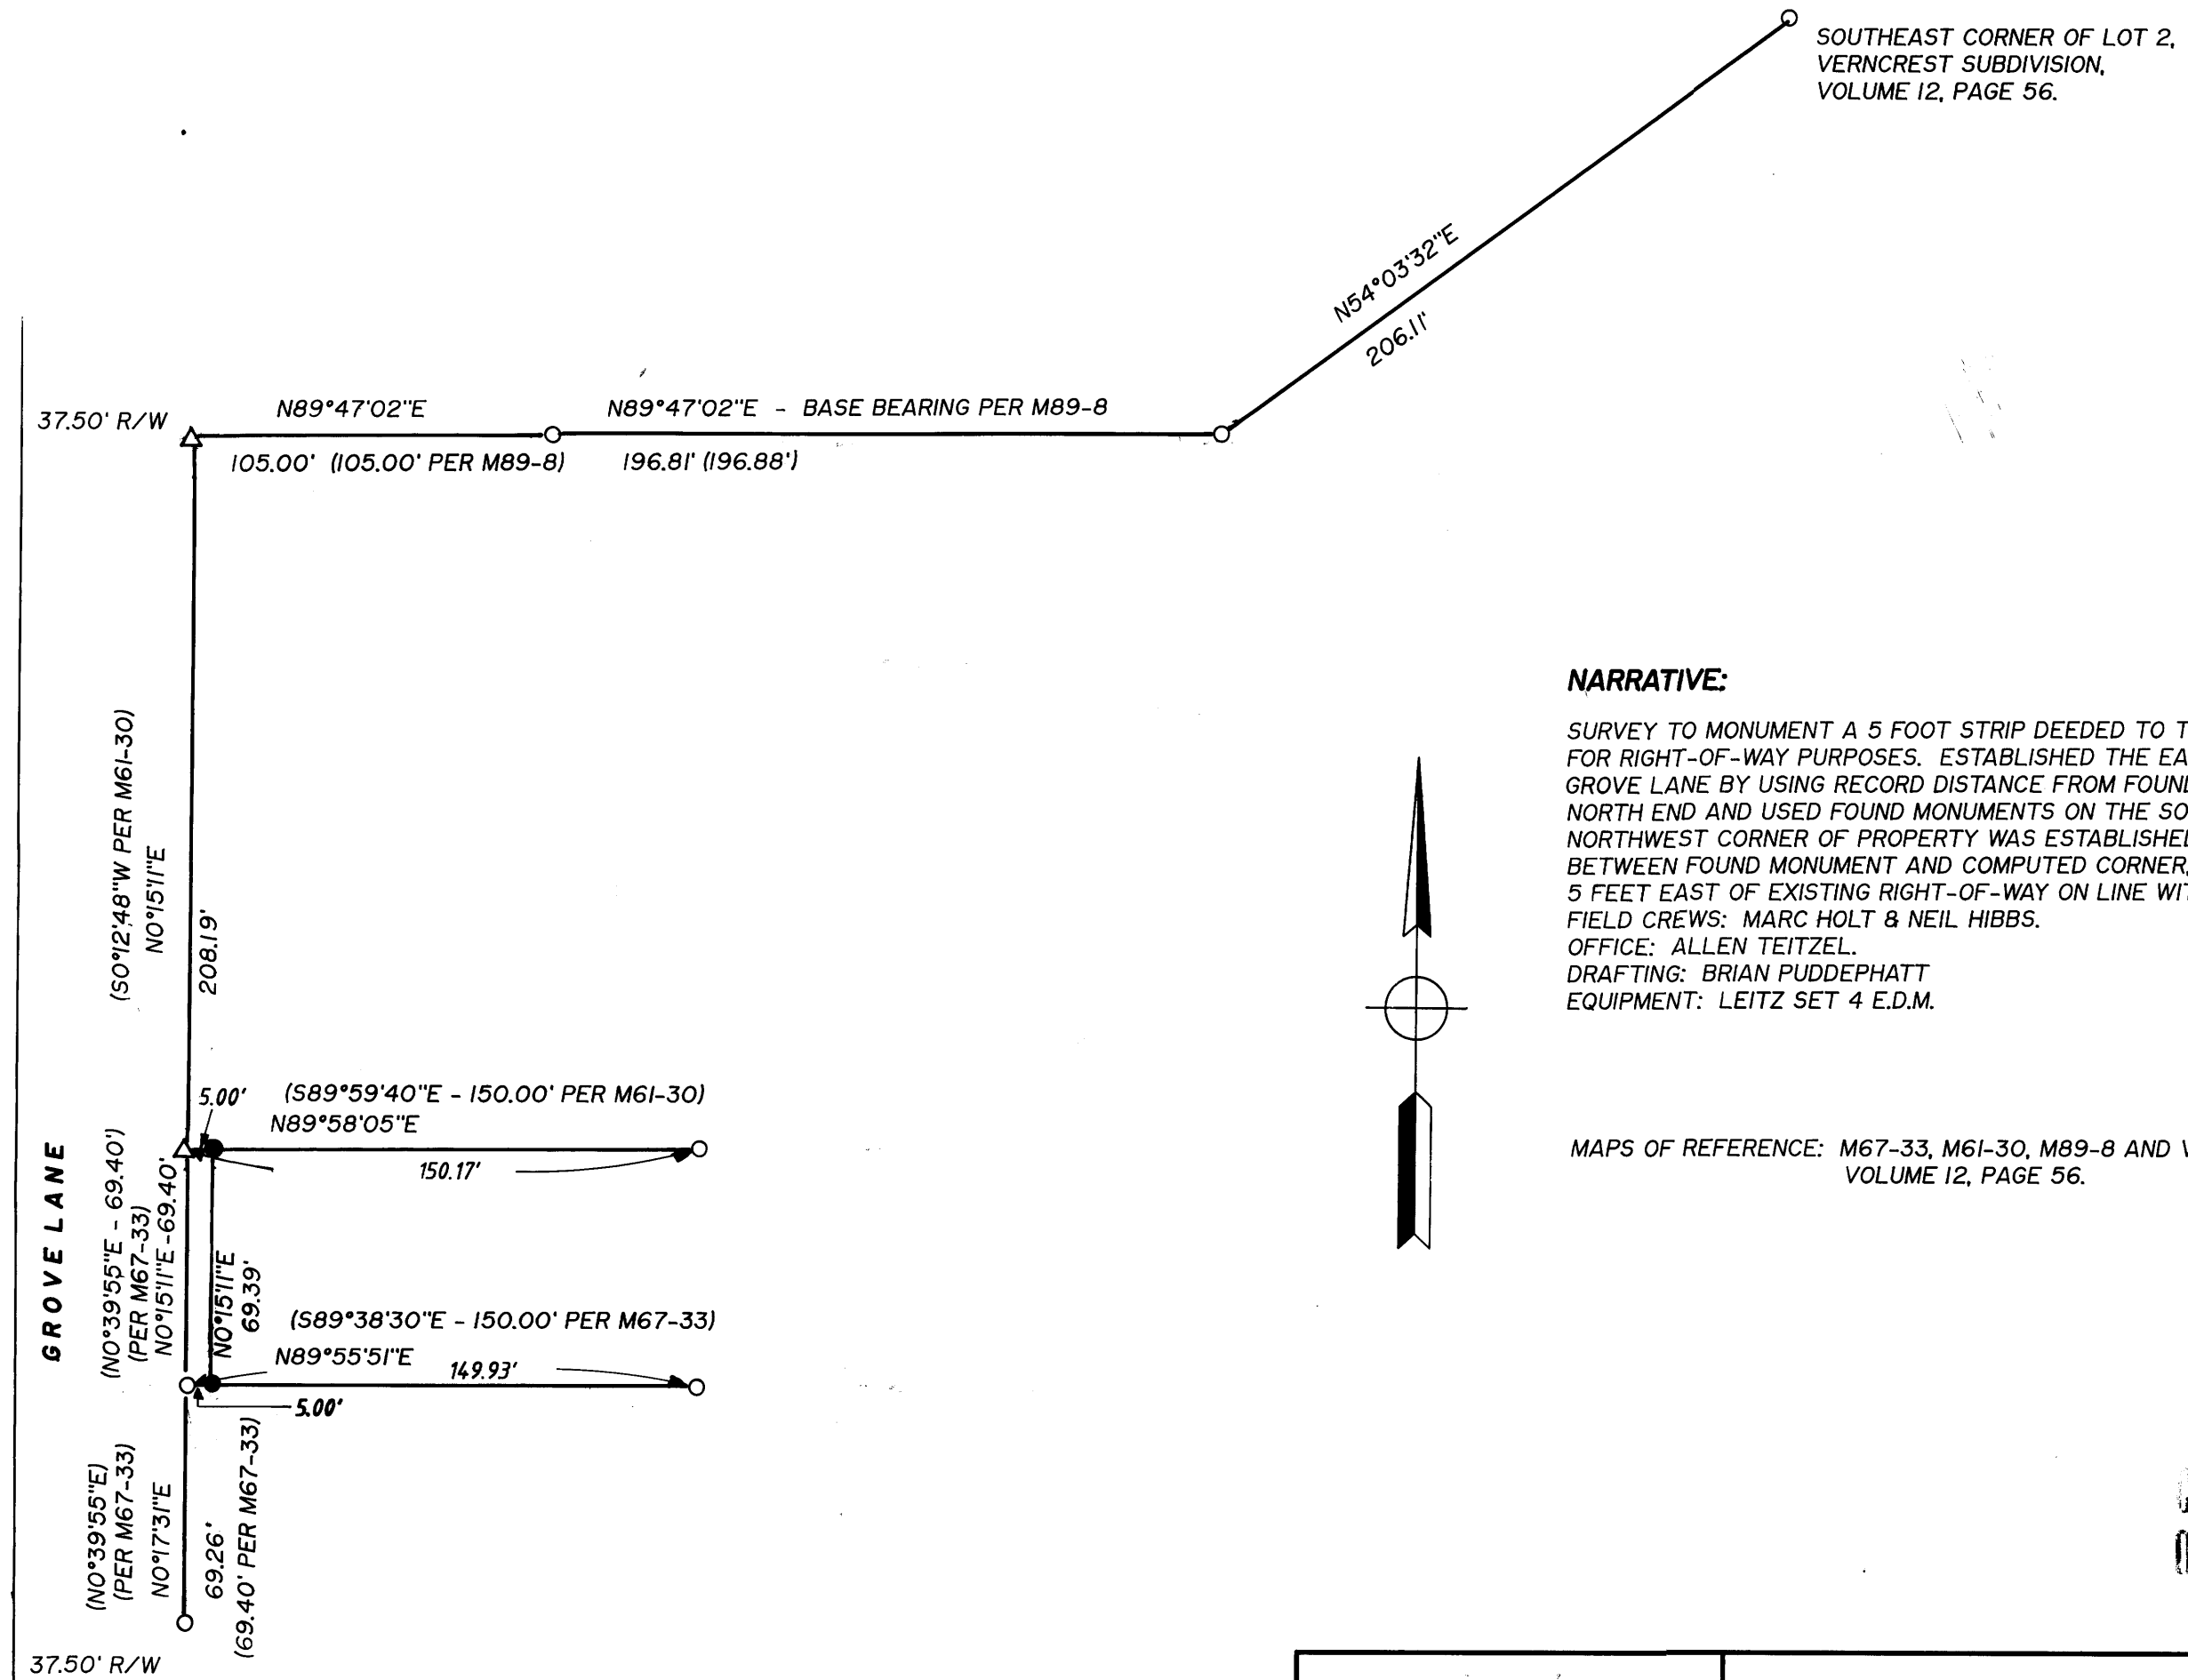 SOUTHEAST CORNER OF LOT 2,
VERNCREST SUBDIVISION,
VOLUME 12, PAGE 56.
N54°03'32"E
206.11'
37.50' R/W
N89°47'02"E
N89°47'02"E - BASE BEARING PER M89-8
105.00' (105.00' PER M89-8)
196.81' (196.88')
(S0°12'48"W PER M61-30)
N0°15'11"E
208.19'
NARRATIVE:
SURVEY TO MONUMENT A 5 FOOT STRIP DEEDED TO
FOR RIGHT-OF-WAY PURPOSES. ESTABLISHED THE
GROVE LANE BY USING RECORD DISTANCE FROM FOUND
NORTH END AND USED FOUND MONUMENTS ON THE
NORTHWEST CORNER OF PROPERTY WAS ESTABLISHED
BETWEEN FOUND MONUMENT AND COMPUTED CORNER,
5 FEET EAST OF EXISTING RIGHT-OF-WAY ON LINE
FIELD CREWS: MARC HOLT & NEIL HIBBS.
OFFICE: ALLEN TEITZEL.
DRAFTING: BRIAN PUDDEPHATT
EQUIPMENT: LEITZ SET 4 E.D.M.
MAPS OF REFERENCE: M67-33, M61-30, M89-8 AND
VOLUME 12, PAGE 56.
5.00'
(S89°59'40"E - 150.00' PER M61-30)
N89°58'05"E
150.17'
GROVE LANE
(N0°39'55"E - 69.40')
(PER M67-33)
N0°15'11"E-69.40'
N0°15'11"E
69.39'
(S89°38'30"E - 150.00' PER M67-33)
N89°55'51"E
149.93'
5.00'
(N0°39'55"E)
(PER M67-33)
N0°17'31"E
69.26'
(69.40' PER M67-33)
37.50' R/W